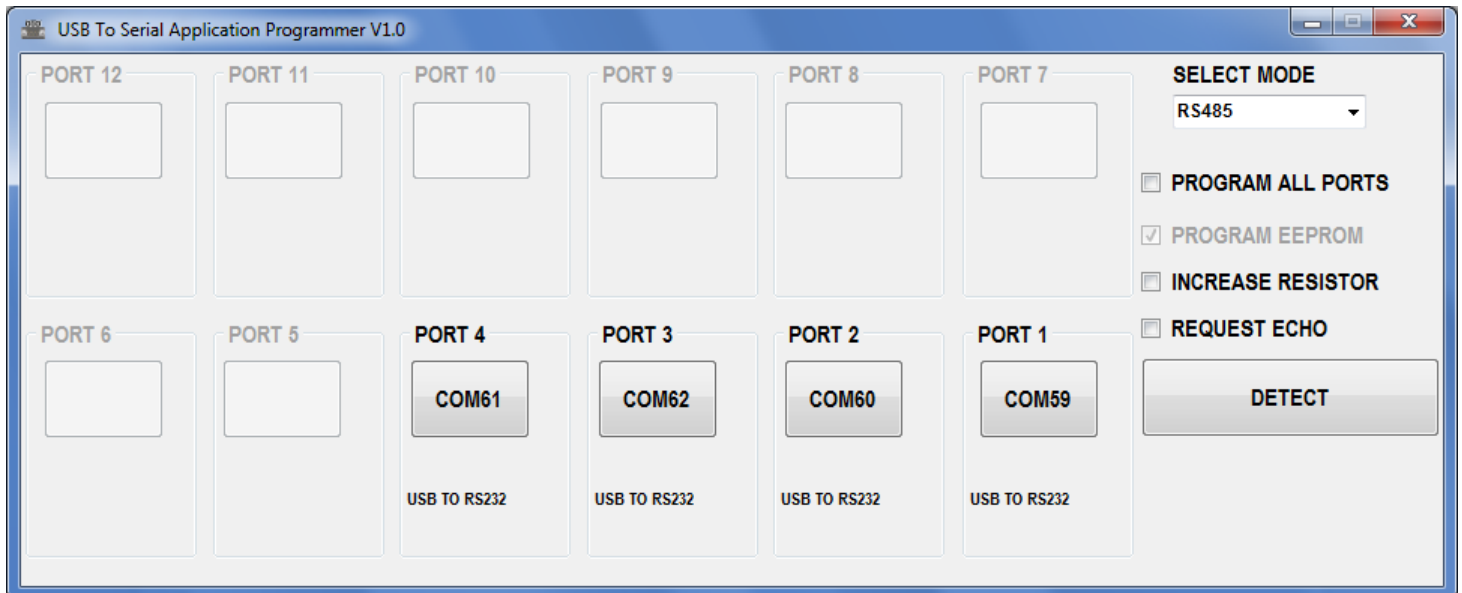 USB To Serial Application Programmer V1.0
PORT 12 PORT 11 PORT 10 PORT 9 PORT 8 PORT 7
SELECT MODE
RS485
PROGRAM ALL PORTS
PROGRAM EEPROM
INCREASE RESISTOR
REQUEST ECHO
DETECT
PORT 6 PORT 5 PORT 4 PORT 3 PORT 2 PORT 1
COM61 COM62 COM60 COM59
USB TO RS232 USB TO RS232 USB TO RS232 USB TO RS232